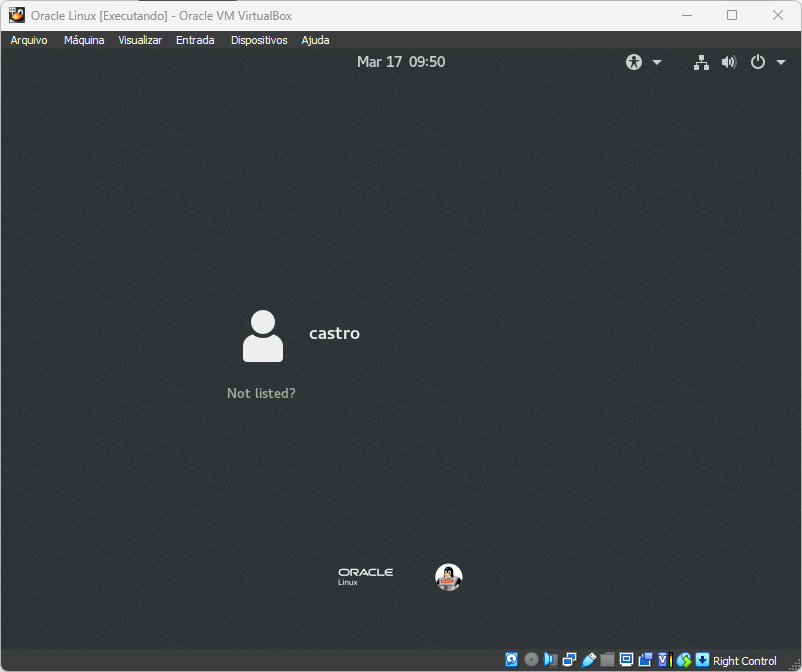 Oracle Linux [Executando] - Oracle VM VirtualBox
Arquivo Máquina Visualizar Entrada Dispositivos Ajuda
Mar 17 09:50
castro
Not listed?
ORACLE
Linux
Right Control